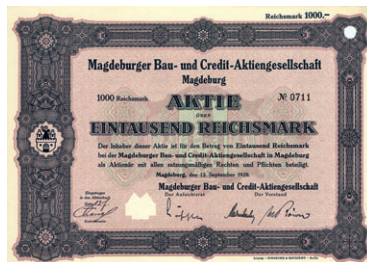 Reichsmark 1000,–
Magdeburger Bau- und Credit-Aktiengesellschaft
Magdeburg
1000 Reichsmark
№ 0711
AKTIE
ÜBER
EINTAUSEND REICHSMARK
Der Inhaber dieser Aktie ist für den Betrag von Eintausend Reichsmark
bei der Magdeburger Bau- und Credit-Aktiengesellschaft in Magdeburg
als Aktionär mit allen satzungsmäßigen Rechten und Pflichten beteiligt.
Magdeburg, den 13. September 1928.
Magdeburger Bau- und Credit-Aktiengesellschaft
Der Aufsichtsrat
Der Vorstand
Eingetragen